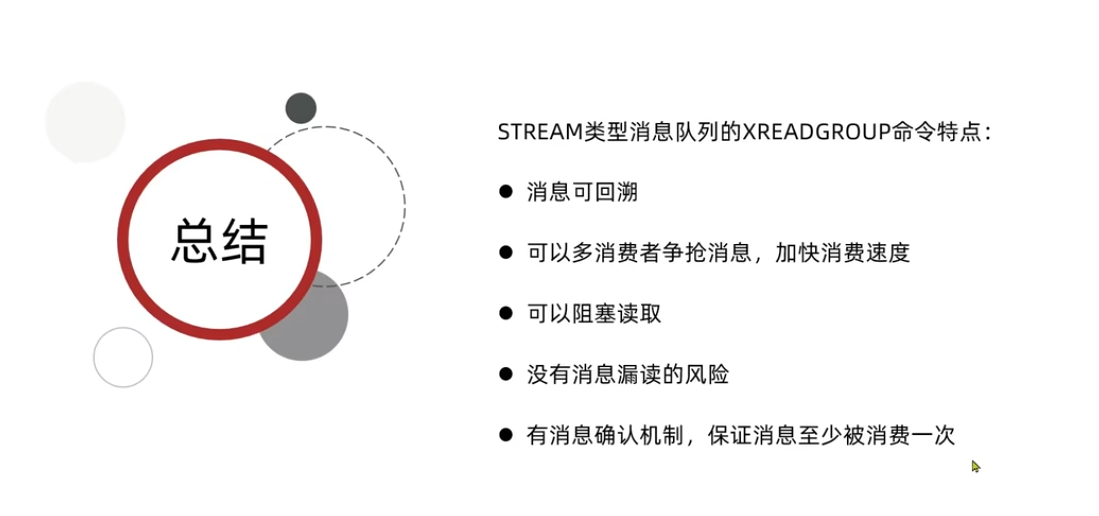 总结
STREAM类型消息队列的XREADGROUP命令特点：
● 消息可回溯
● 可以多消费者争抢消息，加快消费速度
● 可以阻塞读取
● 没有消息漏读的风险
● 有消息确认机制，保证消息至少被消费一次